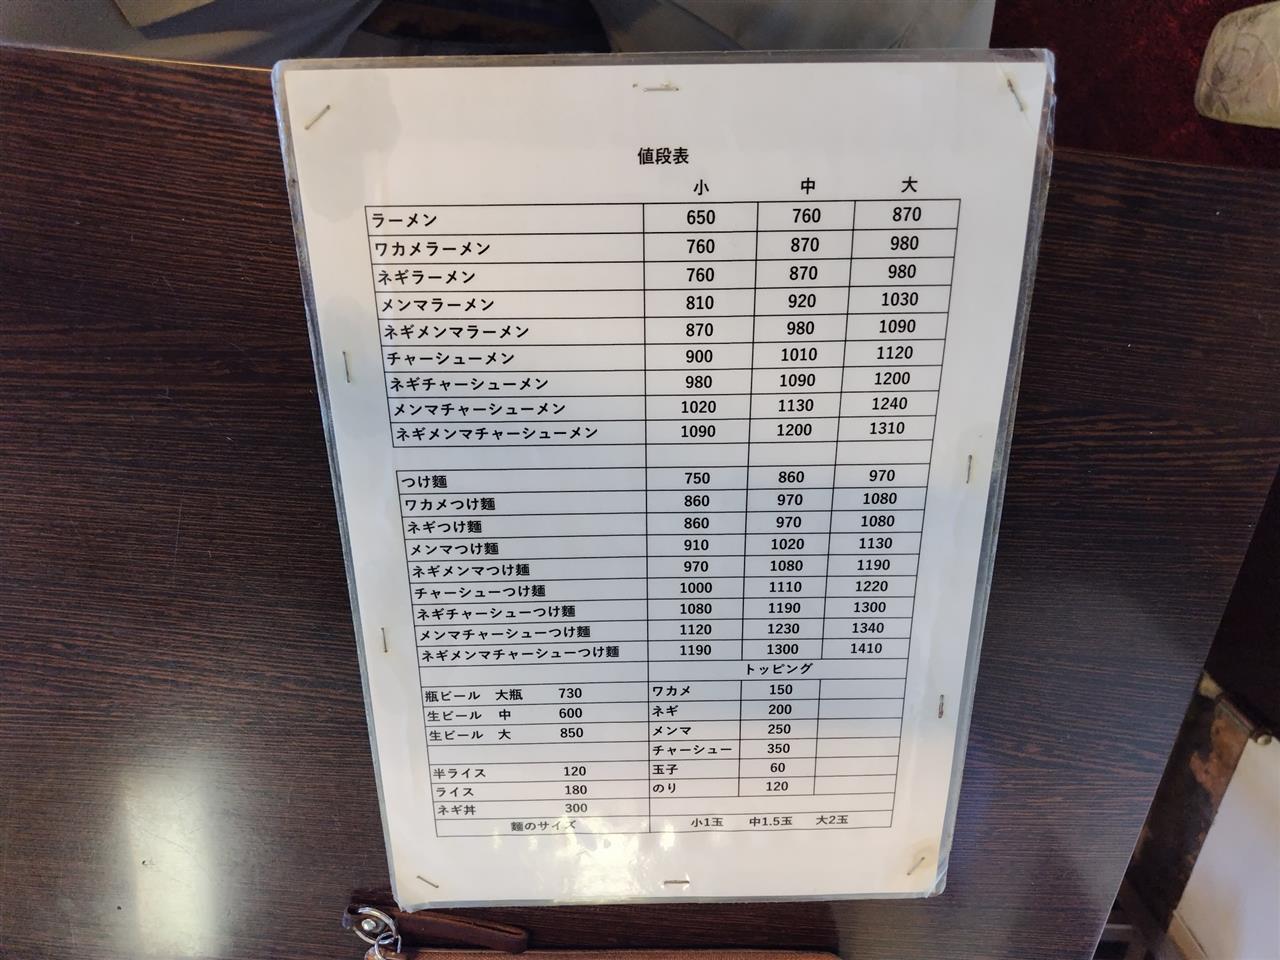 値段表
小 中 大
ラーメン 650 760 870
ワカメラーメン 760 870 980
ネギラーメン 760 870 980
メンマラーメン 810 920 1030
ネギメンマラーメン 870 980 1090
チャーシューメン 900 1010 1120
ネギチャーシューメン 980 1090 1200
メンマチャーシューメン 1020 1130 1240
ネギメンマチャーシューメン 1090 1200 1310
つけ麺 750 860 970
ワカメつけ麺 860 970 1080
ネギつけ麺 860 970 1080
メンマつけ麺 910 1020 1130
ネギメンマつけ麺 970 1080 1190
チャーシューつけ麺 1000 1110 1220
ネギチャーシューつけ麺 1080 1190 1300
メンマチャーシューつけ麺 1120 1230 1340
ネギメンマチャーシューつけ麺 1190 1300 1410
トッピング
瓶ビール 大瓶 730 ワカメ 150
生ビール 中 600 ネギ 200
生ビール 大 850 メンマ 250
チャーシュー 350
半ライス 120 玉子 60
ライス 180 のり 120
ネギ丼 300
麺のサイズ 小1玉 中1.5玉 大2玉